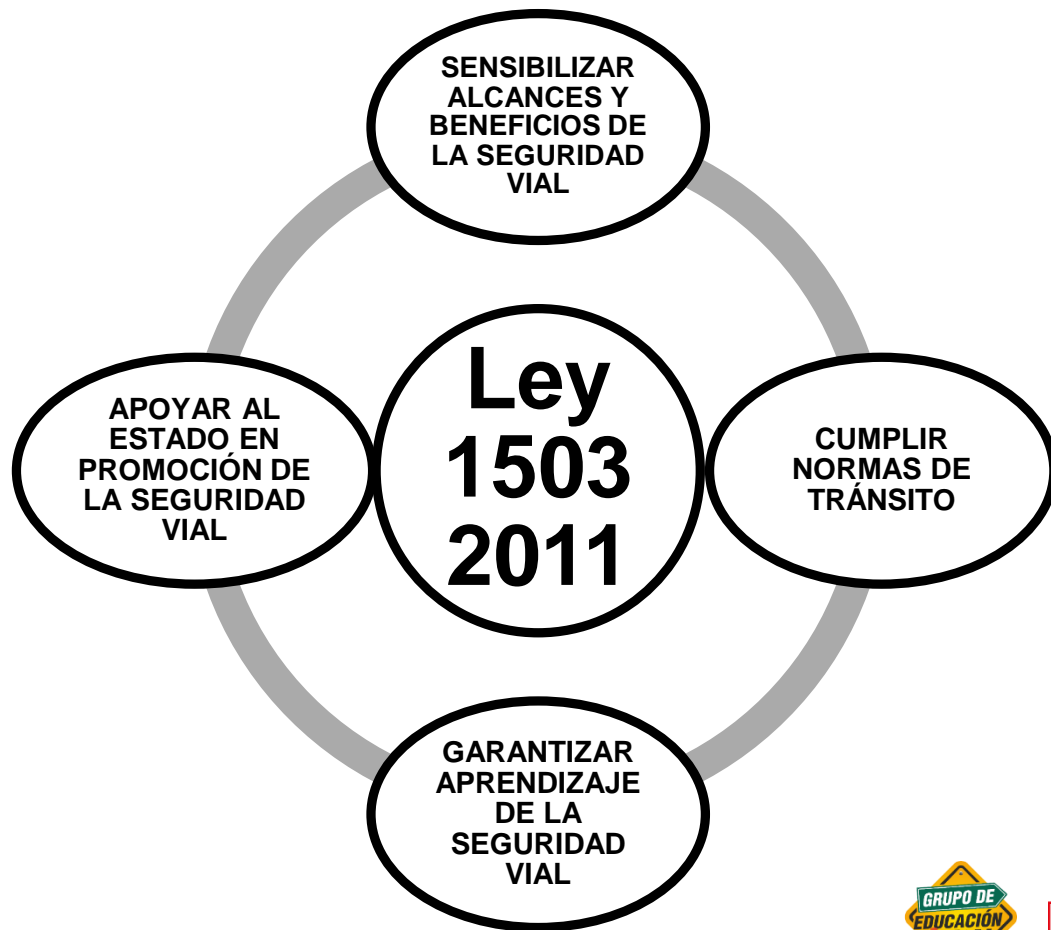 SENSIBILIZAR
ALCANCES Y
BENEFICIOS DE
LA SEGURIDAD
VIAL
APOYAR AL
ESTADO EN
PROMOCIÓN DE
LA SEGURIDAD
VIAL
Ley
1503
2011
CUMPLIR
NORMAS DE
TRÁNSITO
GARANTIZAR
APRENDIZAJE
DE LA
SEGURIDAD
VIAL
GRUPO DE
EDUCACIÓN